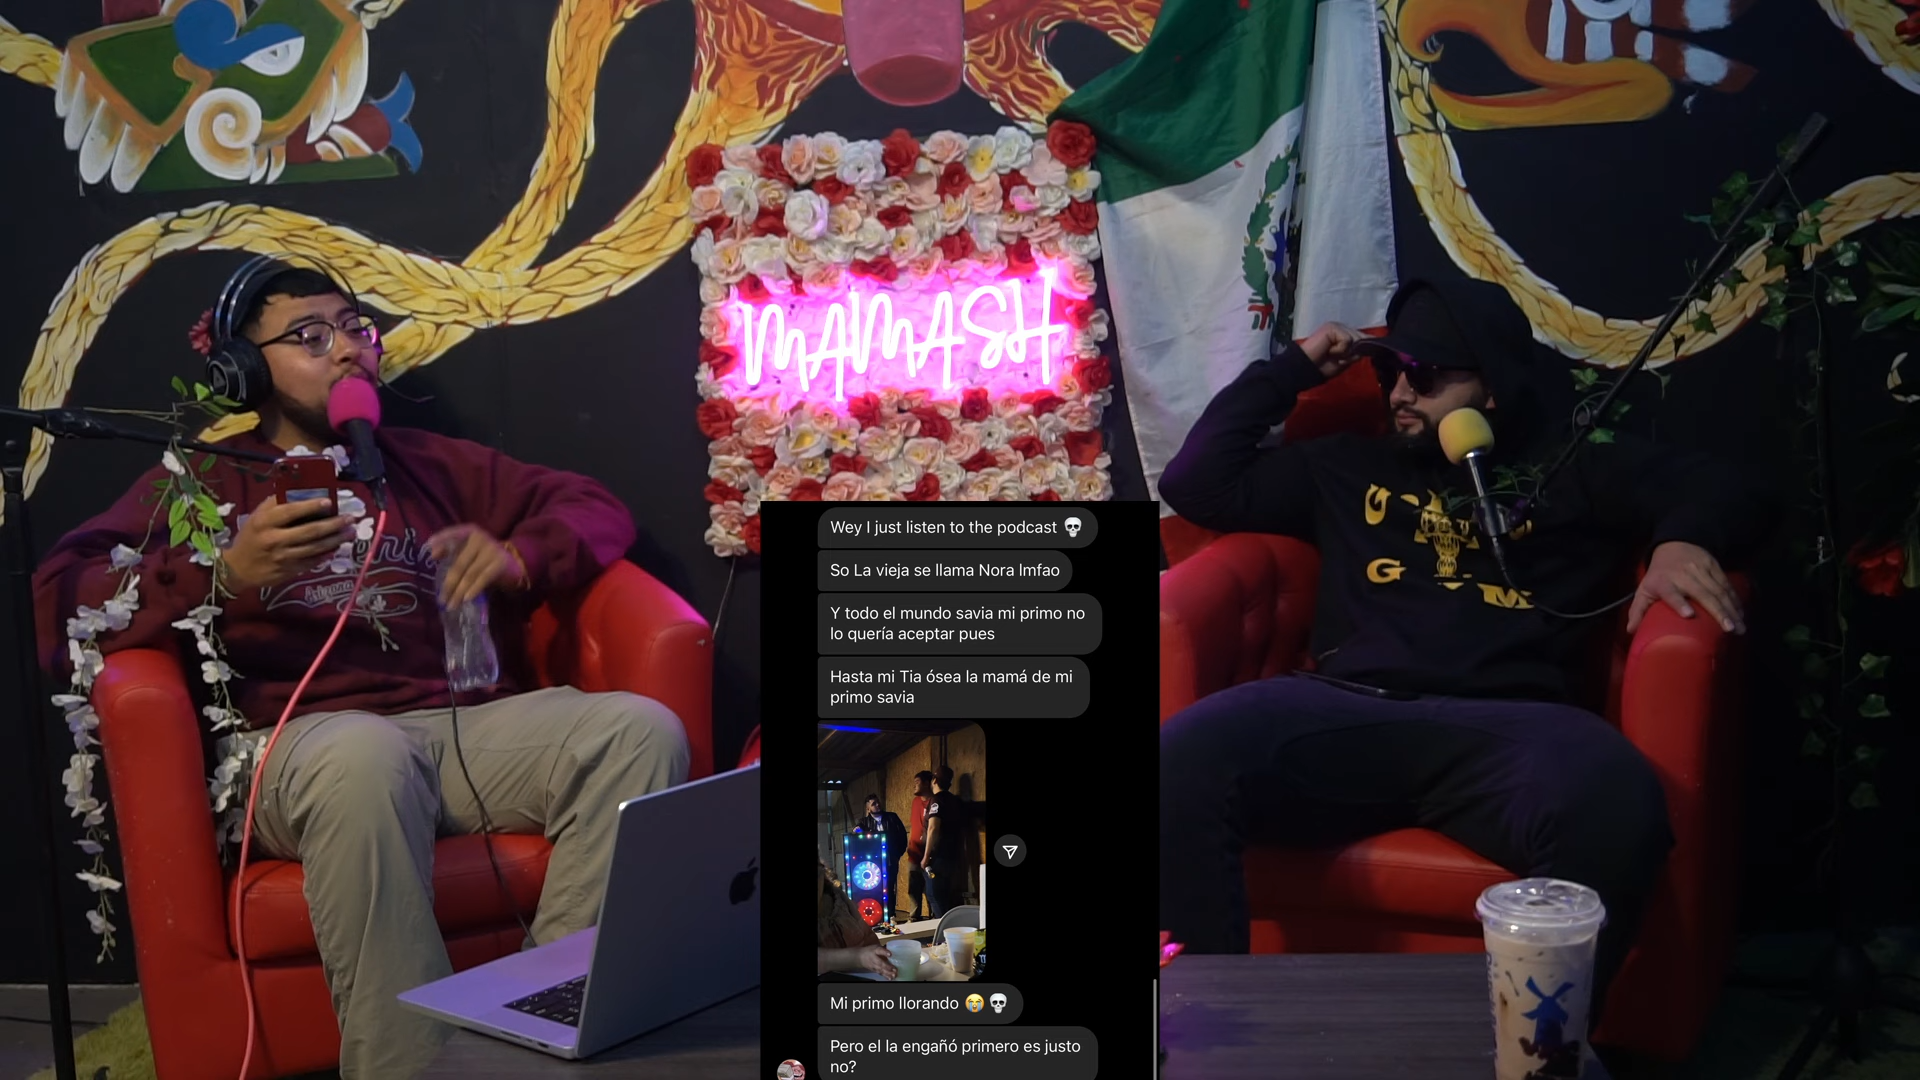 MAMASH
Wey I just listen to the podcast 💀
So La vieja se llama Nora lmfao
Y todo el mundo savia mi primo no
lo quería aceptar pues
Hasta mi Tia ósea la mamá de mi
primo savia
Mi primo llorando 😭💀
Pero el la engañó primero es justo
no?